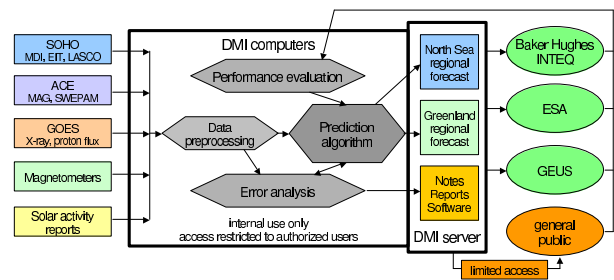 SOHO
MDI, EIT, LASCO
ACE
MAG, SWEPAM
GOES
X-ray, proton flux
Magnetometers
Solar activity
reports
DMI computers
Performance evaluation
Data
preprocessing
Prediction
algorithm
Error analysis
internal use only
access restricted to authorized users
North Sea
regional
forecast
Greenland
regional
forecast
Notes
Reports
Software
DMI server
Baker Hughes
INTEQ
ESA
GEUS
general
public
limited access